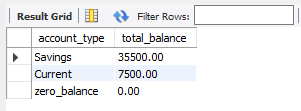 Result Grid Filter Rows:
account_type total_balance
Savings 35500.00
Current 7500.00
zero_balance 0.00